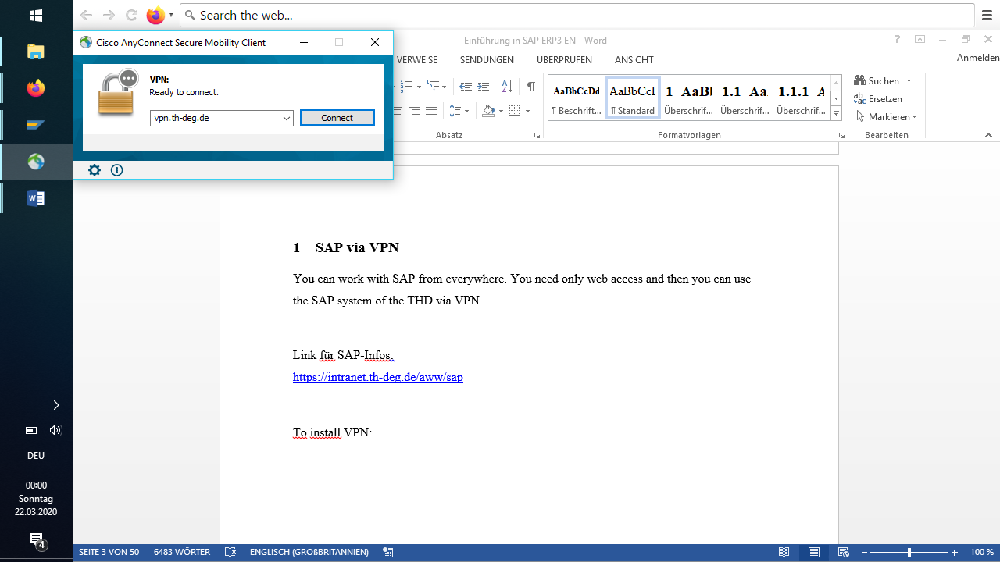 Search the web...
Cisco AnyConnect Secure Mobility Client
VPN:
Ready to connect.
vpn.th-deg.de
Connect
Einführung in SAP ERP3 EN - Word
?
VERWEISE SENDUNGEN ÜBERPRÜFEN ANSICHT
Anmelden
AaBbCcDd AaBbCcI 1 AaBl 1.1 Aal 1.1.1 A
¶ Beschrift... ¶ Standard Überschrif... Überschrif... Überschrif...
Suchen
Ersetzen
Markieren
Absatz
Formatvorlagen
Bearbeiten
1 SAP via VPN
You can work with SAP from everywhere. You need only web access and then you can use
the SAP system of the THD via VPN.
Link für SAP-Infos:
https://intranet.th-deg.de/aww/sap
To install VPN:
DEU
00:00
Sonntag
22.03.2020
4
SEITE 3 VON 50 6483 WÖRTER ENGLISCH (GROßBRITANNIEN) 100 %